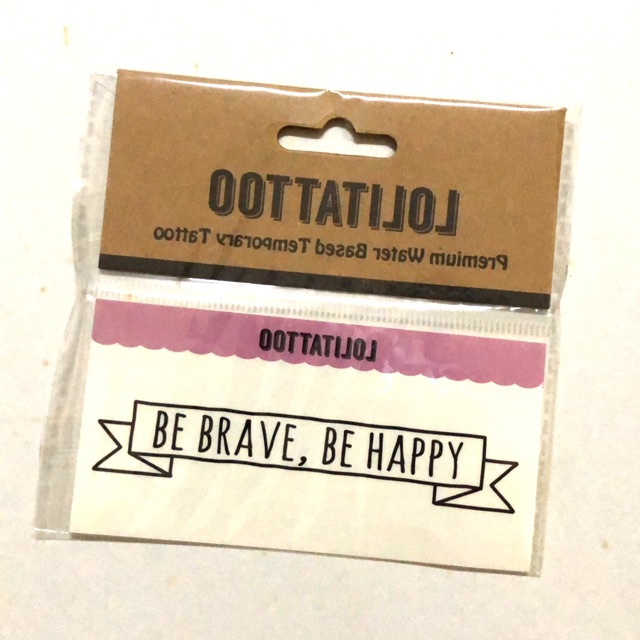 LOLITATTOO
Premium Water Based Temporary Tattoo
LOLITATTOO
BE BRAVE, BE HAPPY